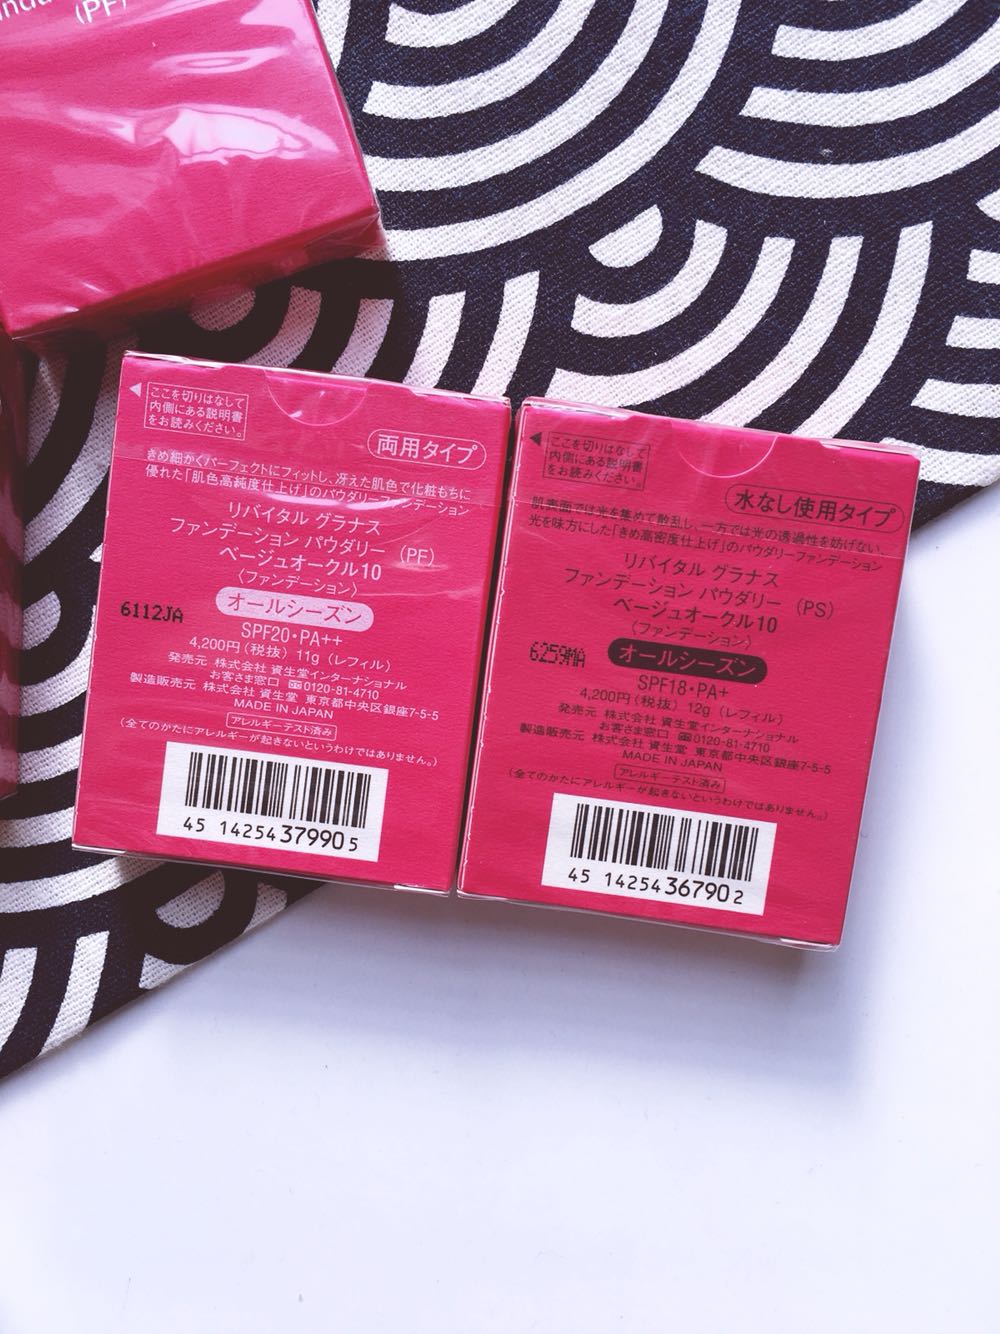 (PF)
ここを切りはなして
内側にある説明書
をお読みください。
両用タイプ
きめ細かくパーフェクトにフィットし、冴えた肌色で化粧もちに
優れた「肌色高純度仕上げ」のパウダリーファンデーション
リバイタル グラナス
ファンデーション パウダリー (PF)
ベージュオークル10
〈ファンデーション〉
オールシーズン
6112JA
SPF20・PA++
4,200円(税抜) 11g (レフィル)
発売元 株式会社 資生堂インターナショナル
お客さま窓口 0120-81-4710
製造販売元 株式会社 資生堂 東京都中央区銀座7-5-5
MADE IN JAPAN
アレルギーテスト済み
(全てのかたにアレルギーが起きないというわけではありません。)
45 14254 37990 5
ここを切りはなして
内側にある説明書
をお読みください。
水なし使用タイプ
肌表面では光を集めて散乱し、一方では光の透過性を妨げない、
光を味方にした「きめ高密度仕上げ」のパウダリーファンデーション
リバイタル グラナス
ファンデーション パウダリー (PS)
ベージュオークル10
〈ファンデーション〉
オールシーズン
6259MA
SPF18・PA+
4,200円(税抜) 12g (レフィル)
発売元 株式会社 資生堂インターナショナル
お客さま窓口 0120-81-4710
製造販売元 株式会社 資生堂 東京都中央区銀座7-5-5
MADE IN JAPAN
アレルギーテスト済み
(全てのかたにアレルギーが起きないというわけではありません。)
45 14254 36790 2